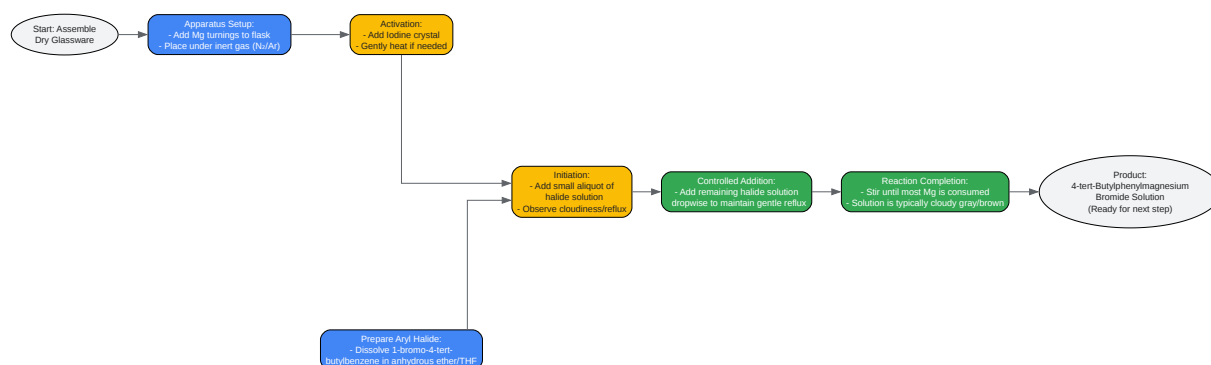 Start: Assemble
Dry Glassware
Apparatus Setup:
- Add Mg turnings to flask
- Place under inert gas (N₂/Ar)
Activation:
- Add Iodine crystal
- Gently heat if needed
Initiation:
- Add small aliquot of
halide solution
- Observe cloudiness/reflux
Controlled Addition:
- Add remaining halide solution
dropwise to maintain gentle reflux
Reaction Completion:
- Stir until most Mg is consumed
- Solution is typically cloudy gray/brown
Product:
4-tert-Butylphenylmagnesium
Bromide Solution
(Ready for next step)
Prepare Aryl Halide:
- Dissolve 1-bromo-4-tert-
butylbenzene in anhydrous ether/THF